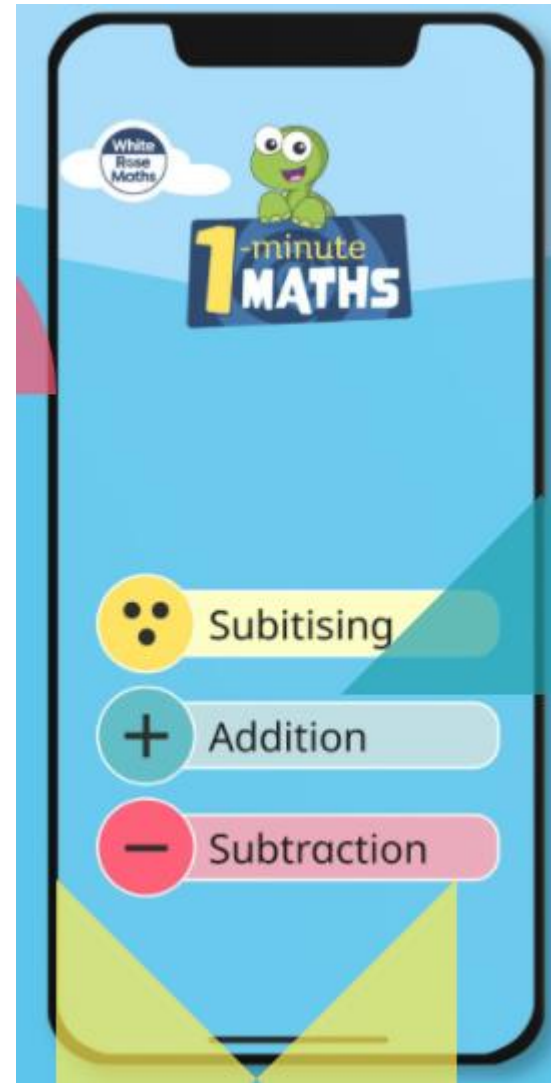 White
Rose
Maths
1-minute
MATHS
Subitising
+ Addition
− Subtraction